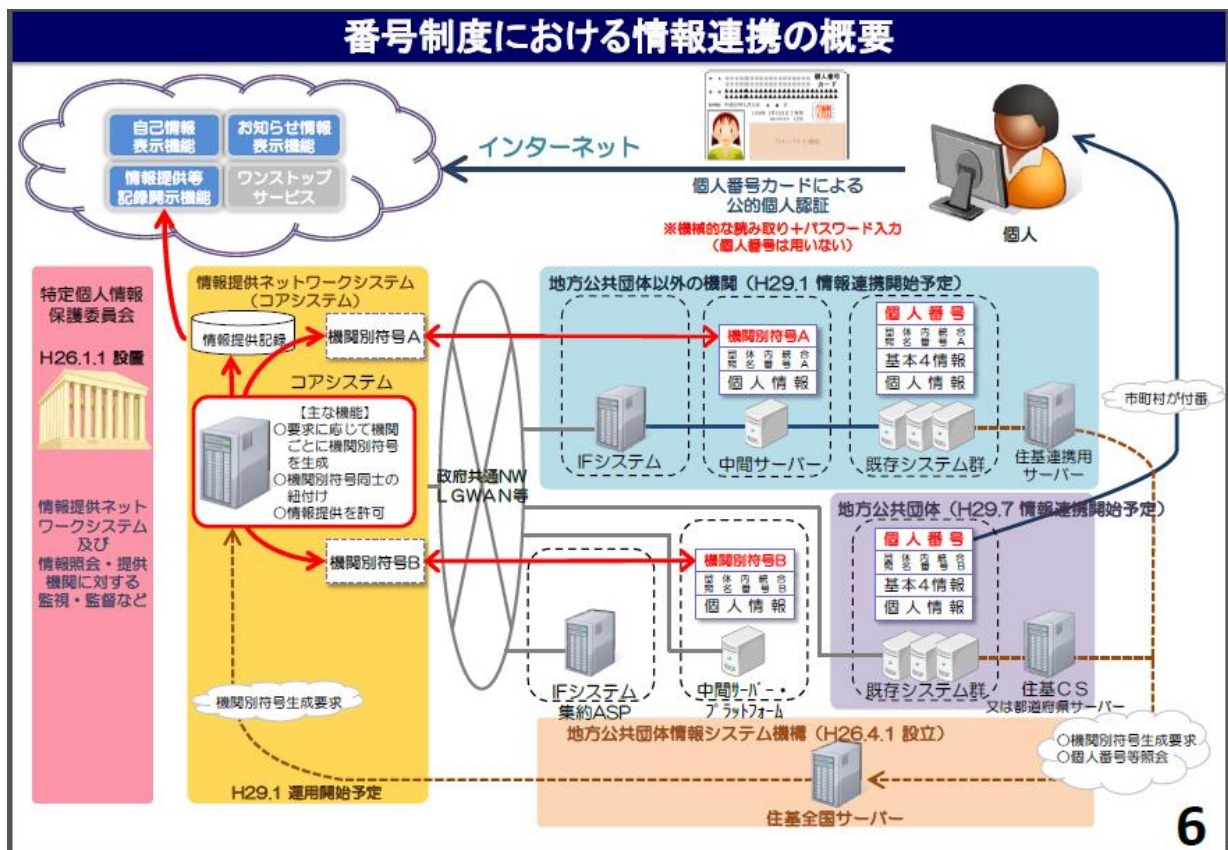 番号制度における情報連携の概要
自己情報
表示機能
お知らせ情報
表示機能
情報提供等
記録開示機能
ワンストップ
サービス
インターネット
個人番号
カード
個人番号カードによる
公的個人認証
※機械的な読み取り+パスワード入力
(個人番号は用いない)
個人
特定個人情報
保護委員会
H26.1.1 設置
情報提供ネット
ワークシステム
及び
情報照会・提供
機関に対する
監視・監督など
情報提供ネットワークシステム
(コアシステム)
情報提供記録
機関別符号A
コアシステム
【主な機能】
○要求に応じて機関
ごとに機関別符号
を生成
○機関別符号同士の
紐付け
○情報提供を許可
機関別符号B
機関別符号生成要求
H29.1 運用開始予定
政府共通NW
LGWAN等
地方公共団体以外の機関(H29.1 情報連携開始予定)
IFシステム
機関別符号A
団体内統合
宛名番号A
個人情報
中間サーバー
個人番号
団体内統合
宛名番号A
基本4情報
個人情報
既存システム群
住基連携用
サーバー
市町村が付番
地方公共団体(H29.7 情報連携開始予定)
IFシステム
集約ASP
機関別符号B
団体内統合
宛名番号B
個人情報
中間サーバー・
プラットフォーム
個人番号
団体内統合
宛名番号B
基本4情報
個人情報
既存システム群
住基CS
又は都道府県サーバー
地方公共団体情報システム機構(H26.4.1 設立)
○機関別符号生成要求
○個人番号等照会
住基全国サーバー
6